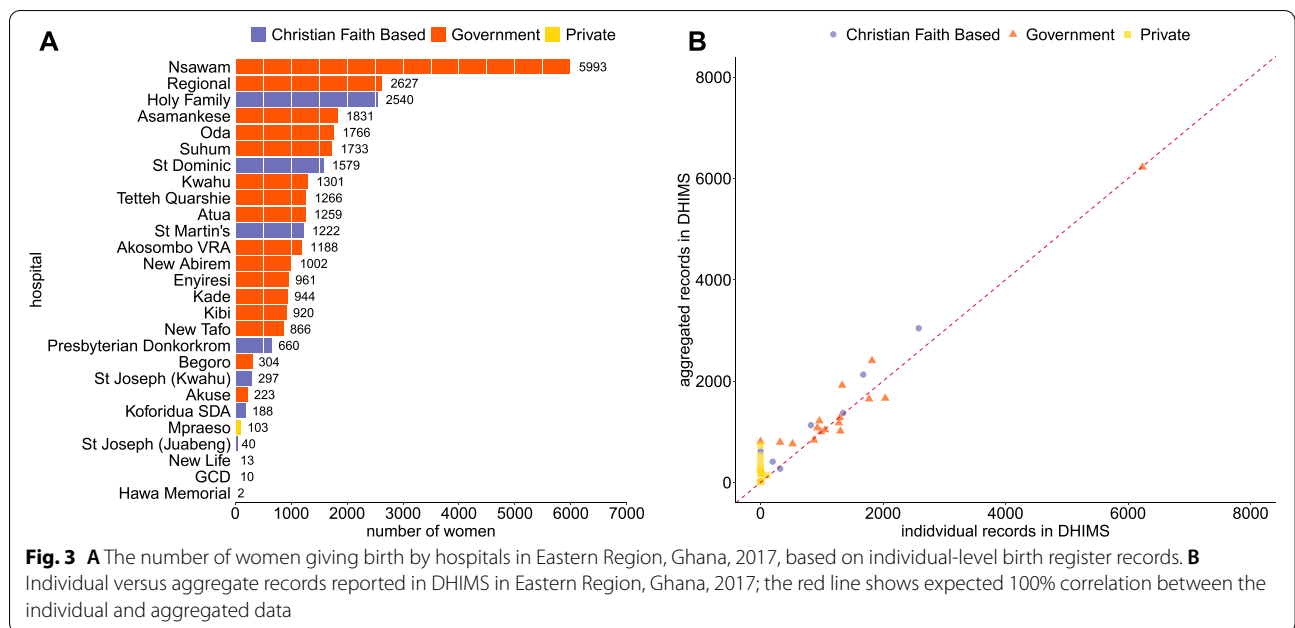 A
Christian Faith Based Government Private
hospital
Nsawam 5993
Regional 2627
Holy Family 2540
Asamankese 1831
Oda 1766
Suhum 1733
St Dominic 1579
Kwahu 1301
Tetteh Quarshie 1266
Atua 1259
St Martin's 1222
Akosombo VRA 1188
New Abirem 1002
Enyiresi 961
Kade 944
Kibi 920
New Tafo 866
Presbyterian Donkorkrom 660
Begoro 304
St Joseph (Kwahu) 297
Akuse 223
Koforidua SDA 188
Mpraeso 103
St Joseph (Juabeng) 40
New Life 13
GCD 10
Hawa Memorial 2
0 1000 2000 3000 4000 5000 6000 7000
number of women
B
Christian Faith Based Government Private
aggregated records in DHIMS
8000
6000
4000
2000
0
0 2000 4000 6000 8000
indidvidual records in DHIMS
Fig. 3 A The number of women giving birth by hospitals in Eastern Region, Ghana, 2017, based on individual-level birth register records. B
Individual versus aggregate records reported in DHIMS in Eastern Region, Ghana, 2017; the red line shows expected 100% correlation between the
individual and aggregated data